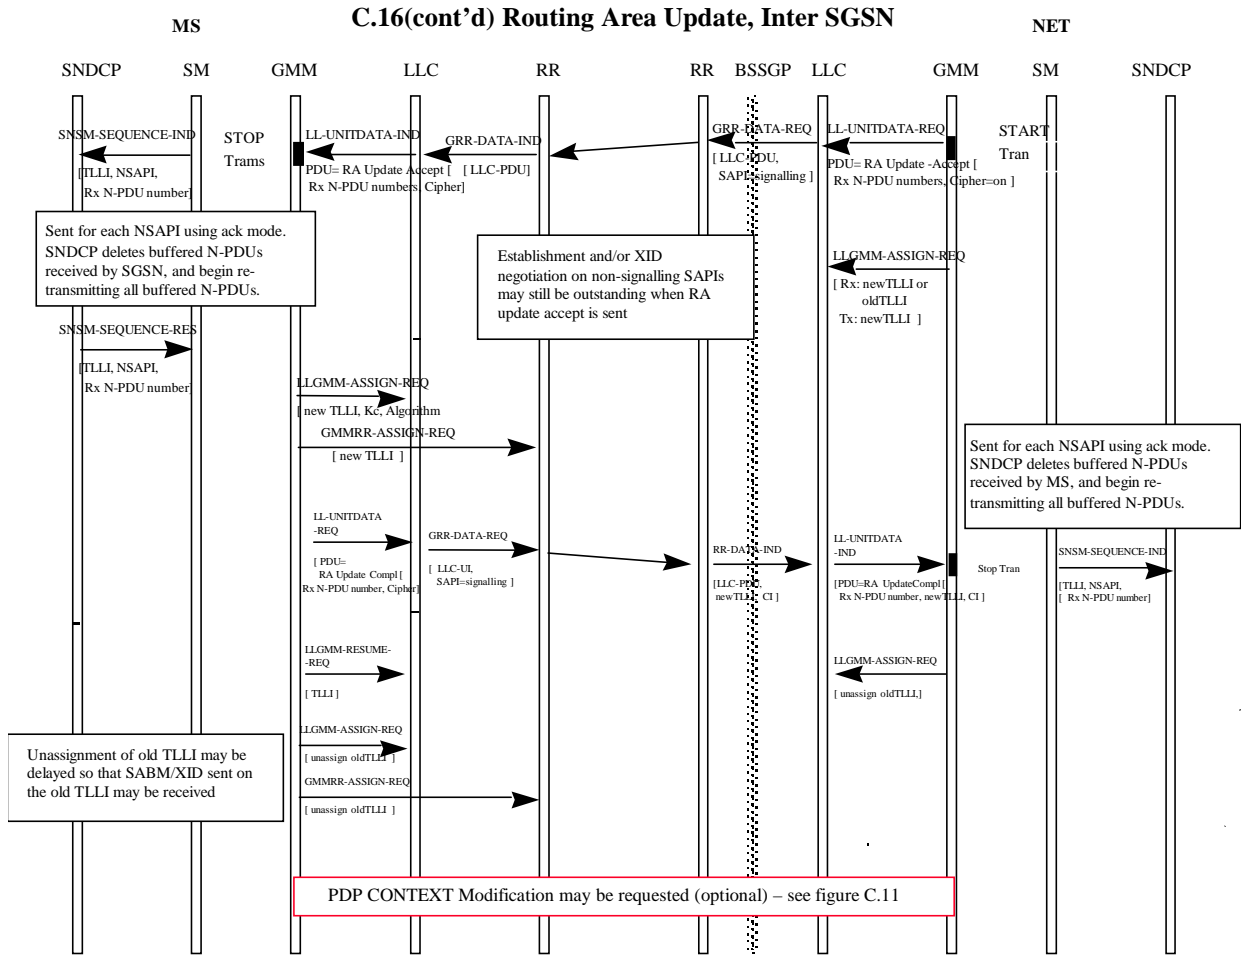 C.16(cont’d) Routing Area Update, Inter SGSN
MS
NET
SNDCP
SM
GMM
LLC
RR
RR
BSSGP
LLC
GMM
SM
SNDCP
SNSM-SEQUENCE-IND
[TLLI, NSAPI,
Rx N-PDU number]
STOP
Trams
LL-UNITDATA-IND
PDU= RA Update Accept [
Rx N-PDU numbers, Cipher]
GRR-DATA-IND
[ LLC-PDU]
GRR-DATA-REQ
[ LLC-PDU,
SAPI=signalling ]
LL-UNITDATA-REQ
PDU= RA Update -Accept [
Rx N-PDU numbers, Cipher=on ]
START
Tran
Sent for each NSAPI using ack mode.
SNDCP deletes buffered N-PDUs
received by SGSN, and begin re-
transmitting all buffered N-PDUs.
Establishment and/or XID
negotiation on non-signalling SAPIs
may still be outstanding when RA
update accept is sent
LLGMM-ASSIGN-REQ
[ Rx: newTLLI or
oldTLLI
Tx: newTLLI ]
SNSM-SEQUENCE-RES
[TLLI, NSAPI,
Rx N-PDU number]
LLGMM-ASSIGN-REQ
[ new TLLI, Kc, Algorithm
GMMRR-ASSIGN-REQ
[ new TLLI ]
Sent for each NSAPI using ack mode.
SNDCP deletes buffered N-PDUs
received by MS, and begin re-
transmitting all buffered N-PDUs.
LL-UNITDATA
-REQ
[ PDU=
RA Update Compl [
Rx N-PDU number, Cipher]
GRR-DATA-REQ
[ LLC-UI,
SAPI=signalling ]
RR-DATA-IND
[LLC-PDU,
newTLLI, CI ]
LL-UNITDATA
-IND
[PDU=RA UpdateCompl[
Rx N-PDU number, newTLLI, CI ]
Stop Tran
SNSM-SEQUENCE-IND
[TLLI, NSAPI,
[ Rx N-PDU number]
LLGMM-RESUME-
-REQ
[ TLLI ]
LLGMM-ASSIGN-REQ
[ unassign oldTLLI,]
LLGMM-ASSIGN-REQ
[ unassign oldTLLI ]
GMMRR-ASSIGN-REQ
[ unassign oldTLLI ]
Unassignment of old TLLI may be
delayed so that SABM/XID sent on
the old TLLI may be received
PDP CONTEXT Modification may be requested (optional) – see figure C.11